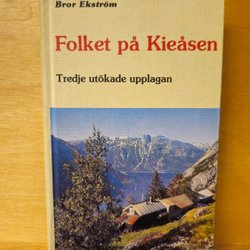 Bror Ekström
Folket på Kieåsen
Tredje utökade upplagan